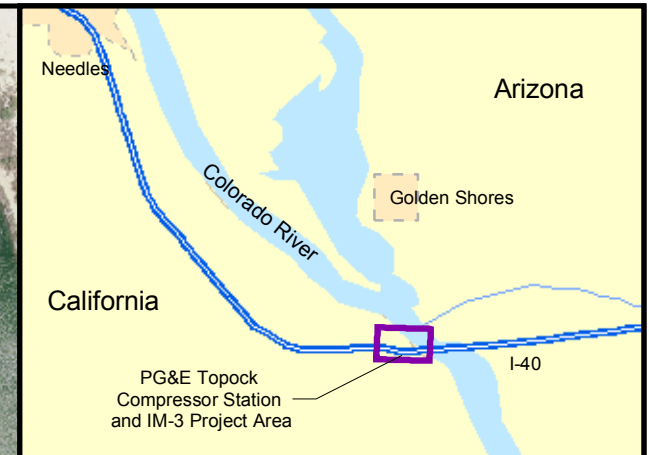 Needles
Arizona
Colorado River
Golden Shores
California
I-40
PG&E Topock
Compressor Station
and IM-3 Project Area